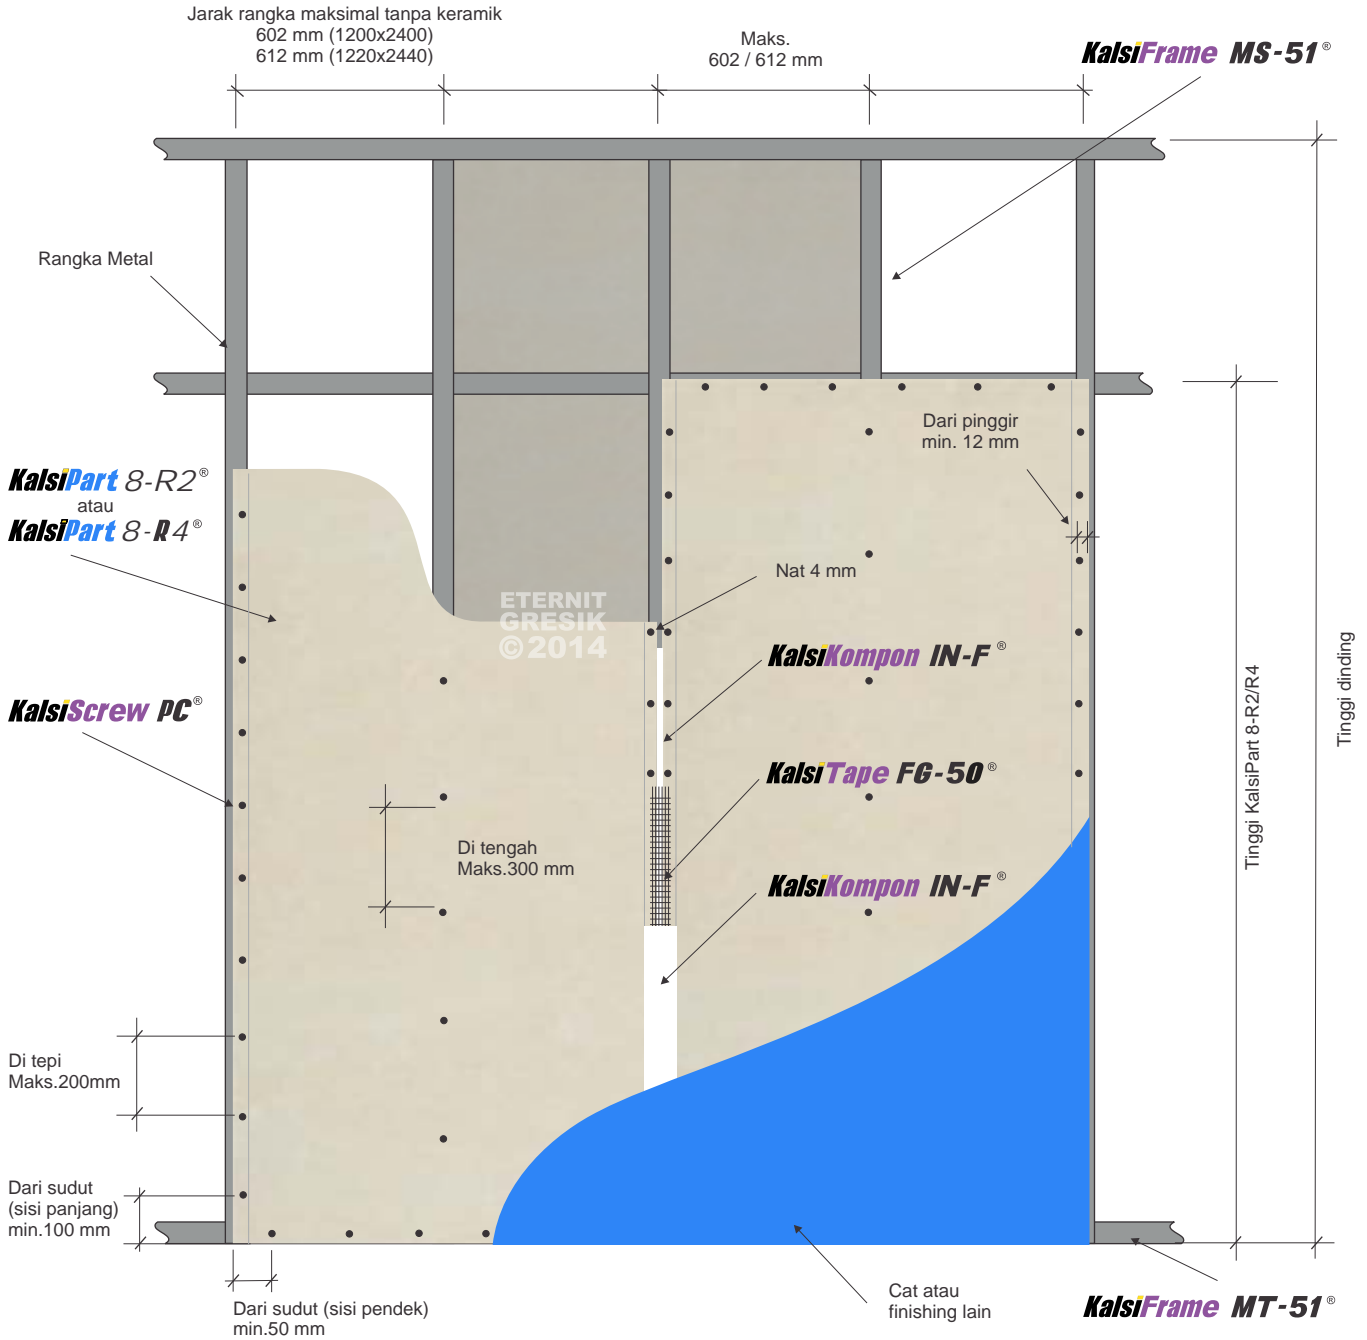 Jarak rangka maksimal tanpa keramik
602 mm (1200x2400)
612 mm (1220x2440)
Maks.
602 / 612 mm
KalsiFrame MS-51®
Rangka Metal
Dari pinggir
min. 12 mm
KalsiPart 8-R2®
atau
KalsiPart 8-R4®
Nat 4 mm
ETERNIT
GRESIK
©2014
KalsiKompon IN-F®
KalsiScrew PC®
KalsiTape FG-50®
Tinggi KalsiPart 8-R2/R4
Tinggi dinding
Di tengah
Maks.300 mm
KalsiKompon IN-F®
Di tepi
Maks.200mm
Dari sudut
(sisi panjang)
min.100 mm
Dari sudut (sisi pendek)
min.50 mm
Cat atau
finishing lain
KalsiFrame MT-51®